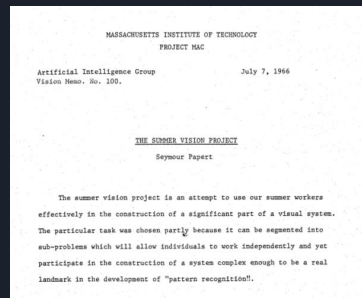 MASSACHUSETTS INSTITUTE OF TECHNOLOGY
PROJECT MAC
Artificial Intelligence Group July 7, 1966
Vision Memo. No. 100.
THE SUMMER VISION PROJECT
Seymour Papert
The summer vision project is an attempt to use our summer workers
effectively in the construction of a significant part of a visual system.
The particular task was chosen partly because it can be segmented into
sub-problems which will allow individuals to work independently and yet
participate in the construction of a system complex enough to be a real
landmark in the development of "pattern recognition".